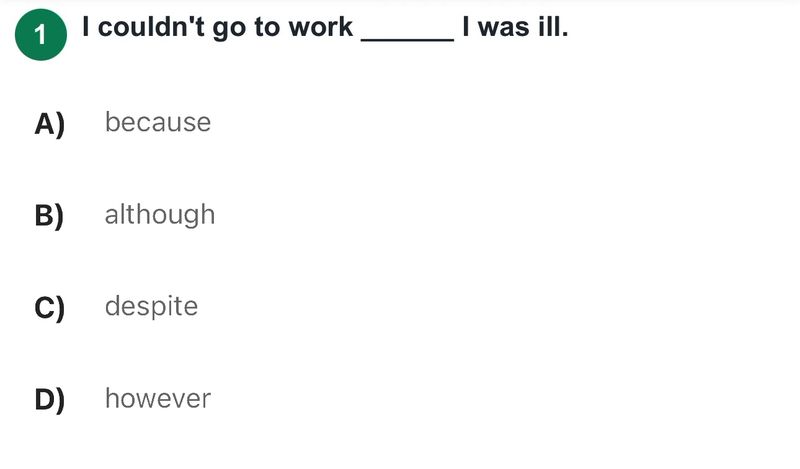 1 I couldn't go to work ______ I was ill.
A) because
B) although
C) despite
D) however